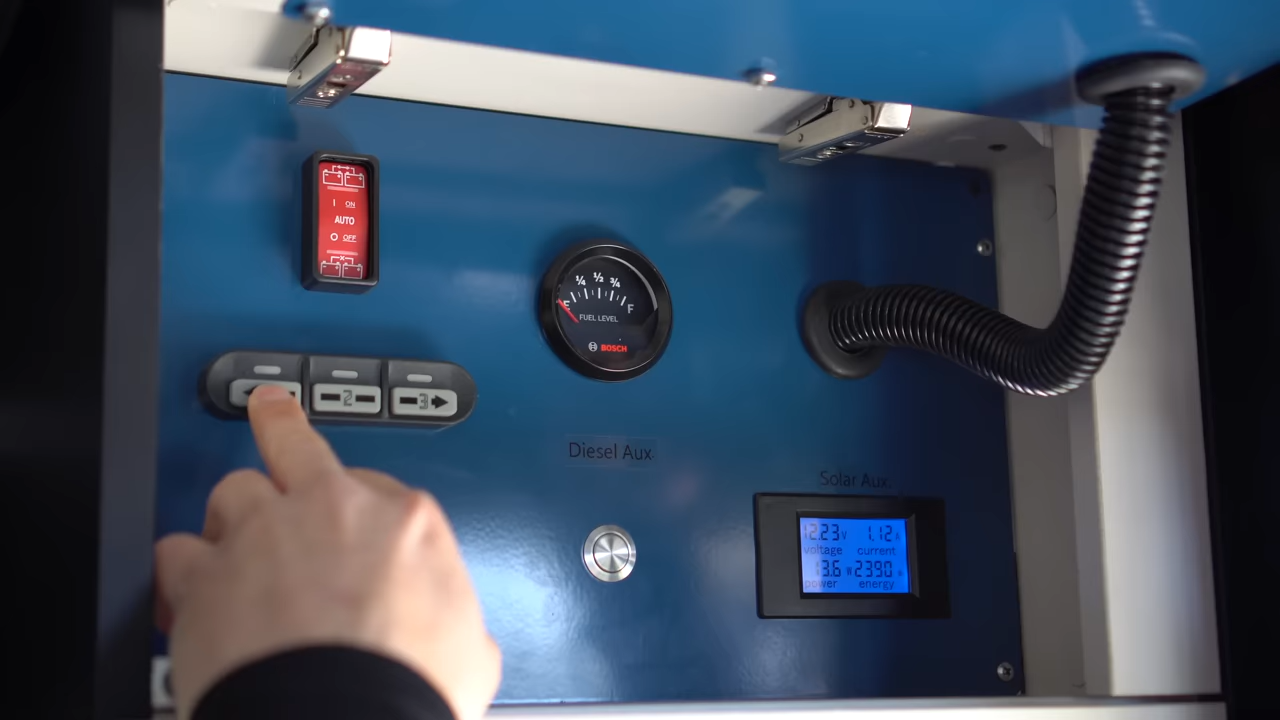 I ON
AUTO
O OFF
¼ ½ ¾
E F
FUEL LEVEL
BOSCH
2
3
Diesel Aux.
Solar Aux.
12.23 V 1.12 A
voltage current
13.6 W 2390
power energy